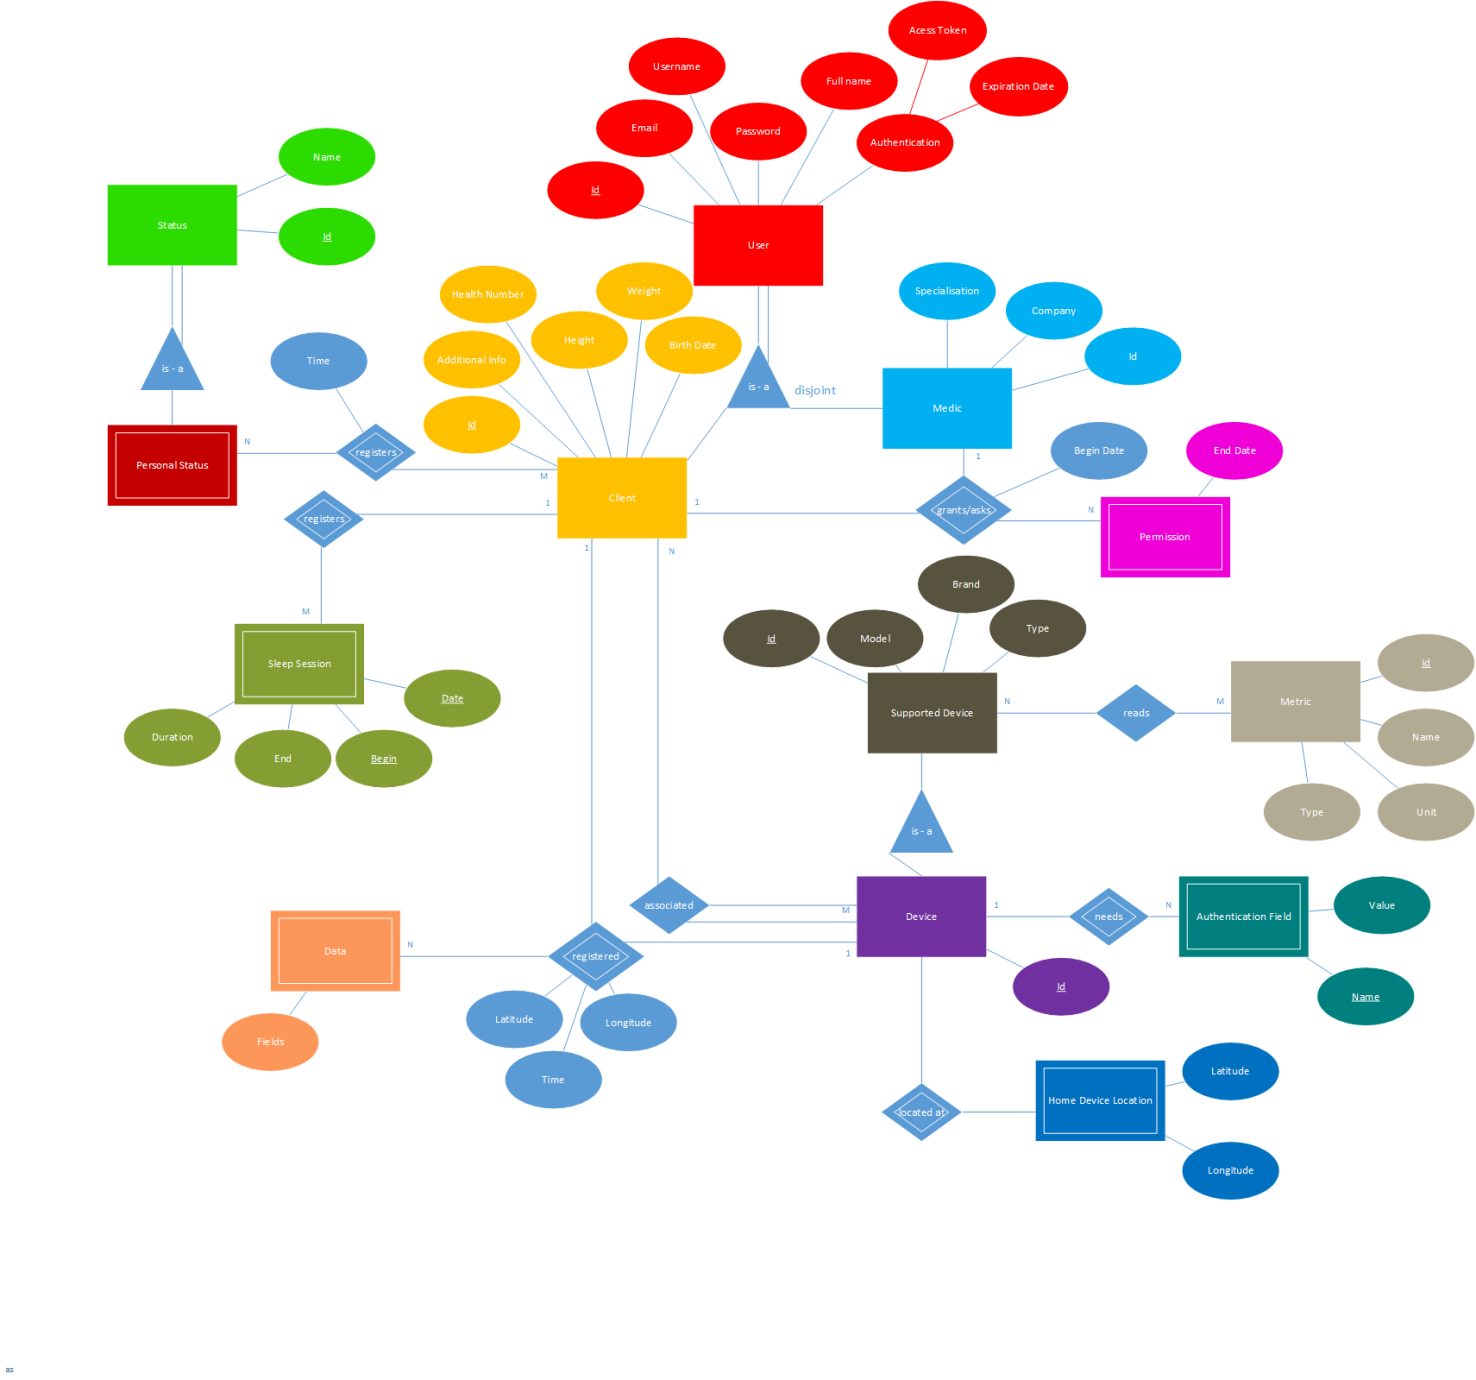 Acess Token
Username
Full name
Expiration Date
Email
Password
Authentication
Name
Id
Status
Id
User
Health Number
Weight
Specialisation
Company
Height
Birth Date
Id
Time
Additional Info
is - a
is - a
disjoint
Medic
Id
N
registers
Begin Date
End Date
Personal Status
M
1
Client
1
1
registers
grants/asks
N
Permission
1
N
Brand
M
Type
Id
Model
Sleep Session
Id
Date
Supported Device
N
reads
M
Metric
Duration
End
Begin
Name
Type
Unit
is - a
associated
M
Device
1
needs
N
Authentication Field
Value
Data
N
registered
1
Id
Name
Latitude
Longitude
Fields
Time
Latitude
located at
Home Device Location
Longitude